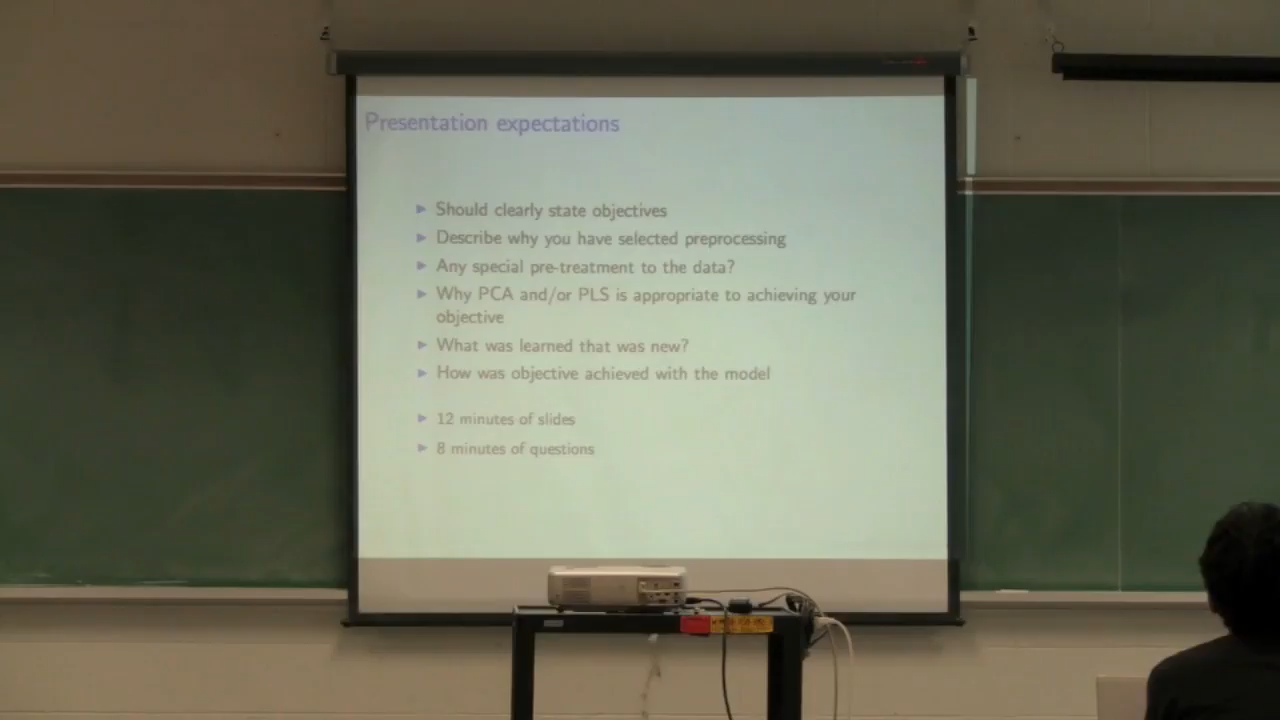 Presentation expectations
Should clearly state objectives
Describe why you have selected preprocessing
Any special pre-treatment to the data?
Why PCA and/or PLS is appropriate to achieving your
objective
What was learned that was new?
How was objective achieved with the model
12 minutes of slides
8 minutes of questions